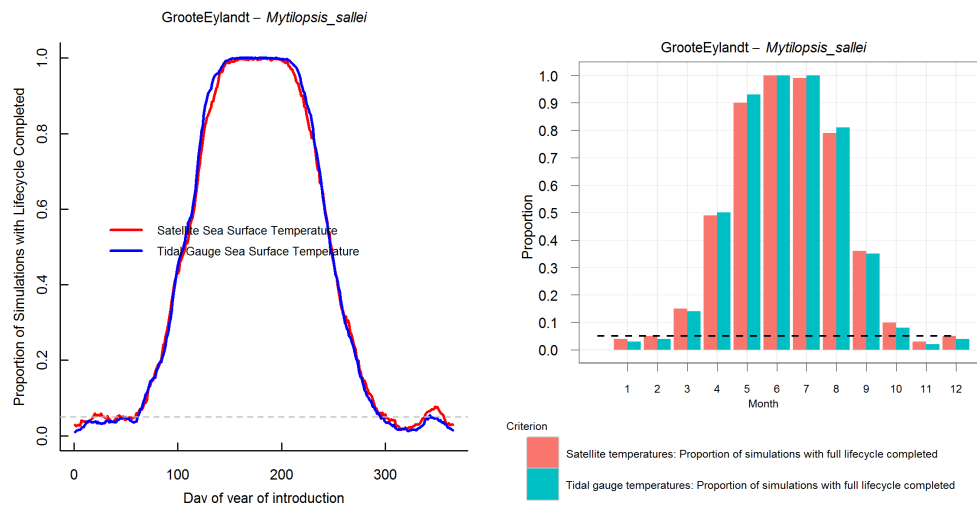 GrooteEylandt – Mytilopsis_sallei
Proportion of Simulations with Lifecycle Completed
1.0
0.8
0.6
0.4
0.2
0.0
Satellite Sea Surface Temperature
Tidal Gauge Sea Surface Temperature
0 100 200 300
Day of year of introduction
GrooteEylandt – Mytilopsis_sallei
Proportion
1.0
0.9
0.8
0.7
0.6
0.5
0.4
0.3
0.2
0.1
0.0
1 2 3 4 5 6 7 8 9 10 11 12
Month
Criterion
Satellite temperatures: Proportion of simulations with full lifecycle completed
Tidal gauge temperatures: Proportion of simulations with full lifecycle completed